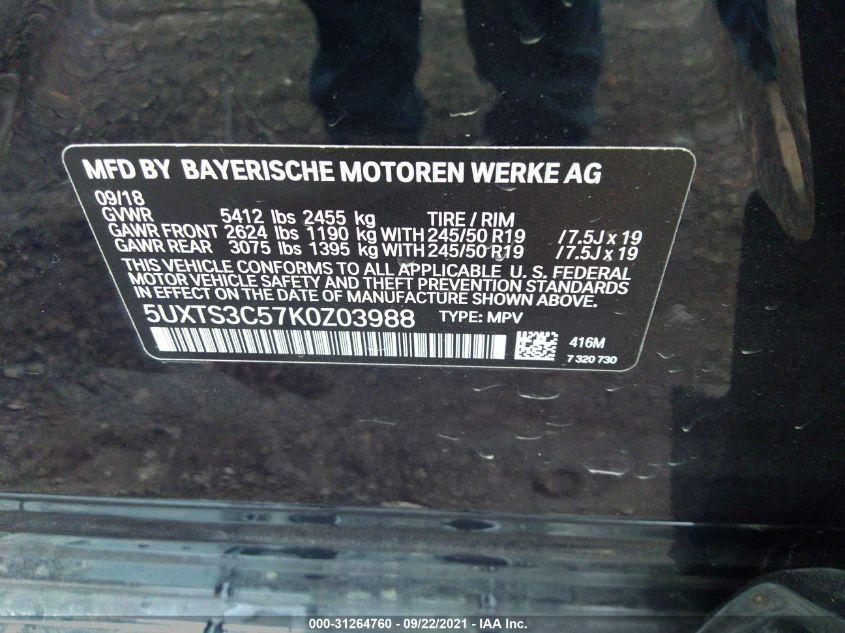 MFD BY BAYERISCHE MOTOREN WERKE AG
09/18
GVWR 5412 lbs 2455 kg TIRE / RIM
GAWR FRONT 2624 lbs 1190 kg WITH 245/50 R19 / 7.5J x 19
GAWR REAR 3075 lbs 1395 kg WITH 245/50 R19 / 7.5J x 19
THIS VEHICLE CONFORMS TO ALL APPLICABLE U. S. FEDERAL
MOTOR VEHICLE SAFETY AND THEFT PREVENTION STANDARDS
IN EFFECT ON THE DATE OF MANUFACTURE SHOWN ABOVE.
5UXTS3C57K0Z03988 TYPE: MPV
416M
7 320 730
000-31264760 - 09/22/2021 - IAA Inc.